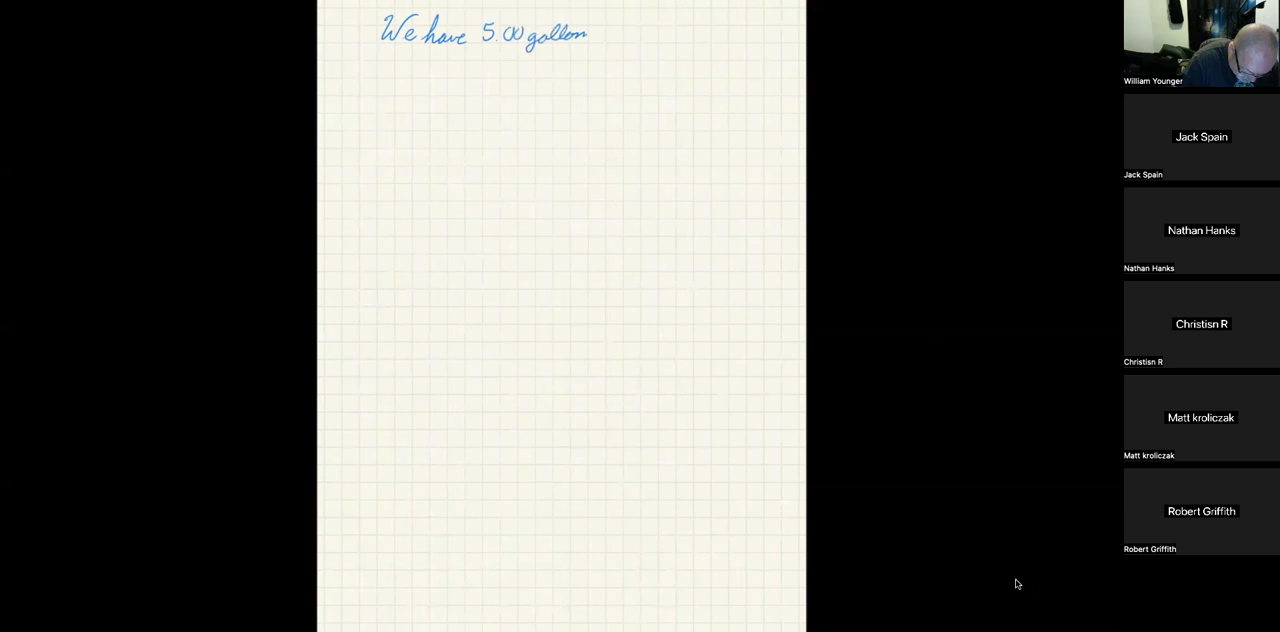 We have 5.00 gallon
William Younger
Jack Spain
Jack Spain
Nathan Hanks
Nathan Hanks
Christisn R
Christisn R
Matt kroliczak
Matt kroliczak
Robert Griffith
Robert Griffith